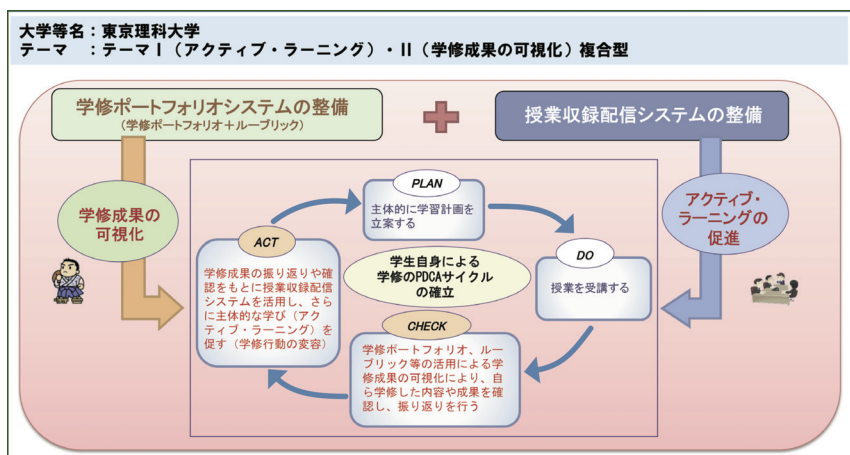 大学等名：東京理科大学
テーマ　：テーマⅠ（アクティブ・ラーニング）・Ⅱ（学修成果の可視化）複合型
学修ポートフォリオシステムの整備
（学修ポートフォリオ＋ルーブリック）
授業収録配信システムの整備
学修成果の
可視化
アクティブ・
ラーニングの
促進
PLAN
主体的に学習計画を
立案する
DO
授業を受講する
学生自身による
学修のPDCAサイクル
の確立
CHECK
学修ポートフォリオ、ルー
ブリック等の活用による学
修成果の可視化により、自
ら学修した内容や成果を確
認し、振り返りを行う
ACT
学修成果の振り返りや確
認をもとに授業収録配信
システムを活用し、さら
に主体的な学び（アク
ティブ・ラーニング）を
促す（学修行動の変容）